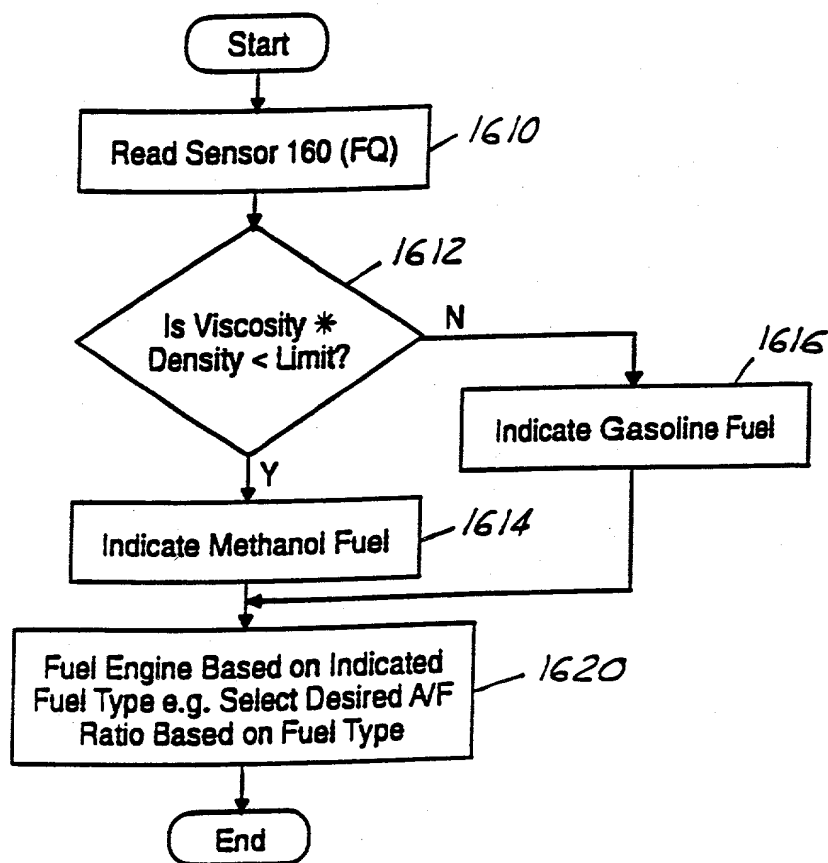 Start
Read Sensor 160 (FQ)
1610
Is Viscosity *
Density < Limit?
1612
N
Y
Indicate Gasoline Fuel
1616
Indicate Methanol Fuel
1614
Fuel Engine Based on Indicated
Fuel Type e.g. Select Desired A/F
Ratio Based on Fuel Type
1620
End